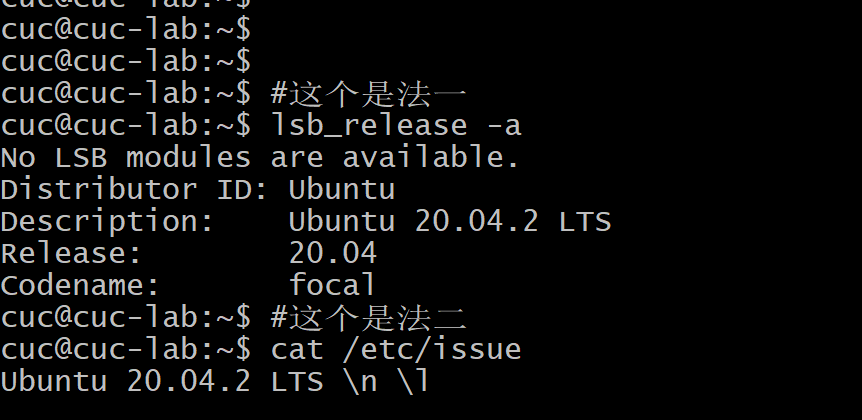 cuc@cuc-lab:~$
cuc@cuc-lab:~$
cuc@cuc-lab:~$ #这个是法一
cuc@cuc-lab:~$ lsb_release -a
No LSB modules are available.
Distributor ID: Ubuntu
Description:    Ubuntu 20.04.2 LTS
Release:        20.04
Codename:       focal
cuc@cuc-lab:~$ #这个是法二
cuc@cuc-lab:~$ cat /etc/issue
Ubuntu 20.04.2 LTS \n \l